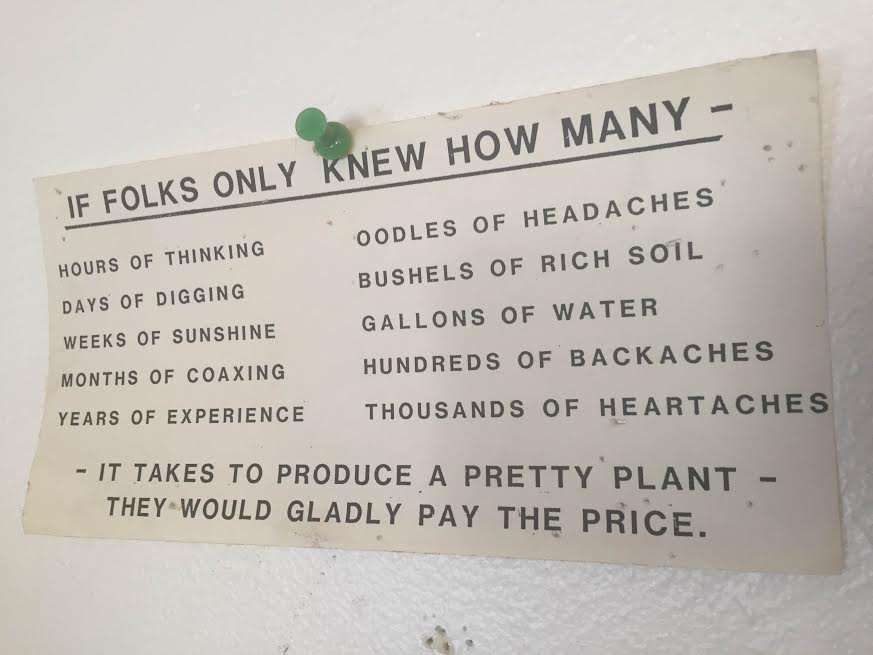 IF FOLKS ONLY KNEW HOW MANY -
HOURS OF THINKING
DAYS OF DIGGING
WEEKS OF SUNSHINE
MONTHS OF COAXING
YEARS OF EXPERIENCE
OODLES OF HEADACHES
BUSHELS OF RICH SOIL
GALLONS OF WATER
HUNDREDS OF BACKACHES
THOUSANDS OF HEARTACHES
- IT TAKES TO PRODUCE A PRETTY PLANT -
THEY WOULD GLADLY PAY THE PRICE.